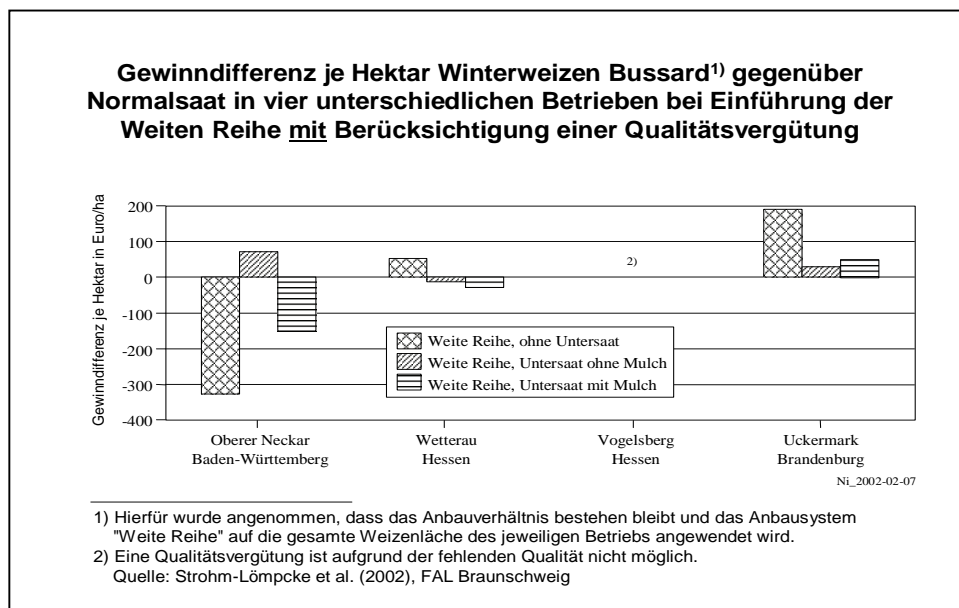 Gewinndifferenz je Hektar Winterweizen Bussard1) gegenüber
Normalsaat in vier unterschiedlichen Betrieben bei Einführung der
Weiten Reihe mit Berücksichtigung einer Qualitätsvergütung
Gewinndifferenz je Hektar in Euro/ha
200
100
0
-100
-200
-300
-400
2)
Weite Reihe, ohne Untersaat
Weite Reihe, Untersaat ohne Mulch
Weite Reihe, Untersaat mit Mulch
Oberer Neckar
Baden-Württemberg
Wetterau
Hessen
Vogelsberg
Hessen
Uckermark
Brandenburg
Ni_2002-02-07
1) Hierfür wurde angenommen, dass das Anbauverhältnis bestehen bleibt und das Anbausystem
"Weite Reihe" auf die gesamte Weizenläche des jeweiligen Betriebs angewendet wird.
2) Eine Qualitätsvergütung ist aufgrund der fehlenden Qualität nicht möglich.
Quelle: Strohm-Lömpcke et al. (2002), FAL Braunschweig